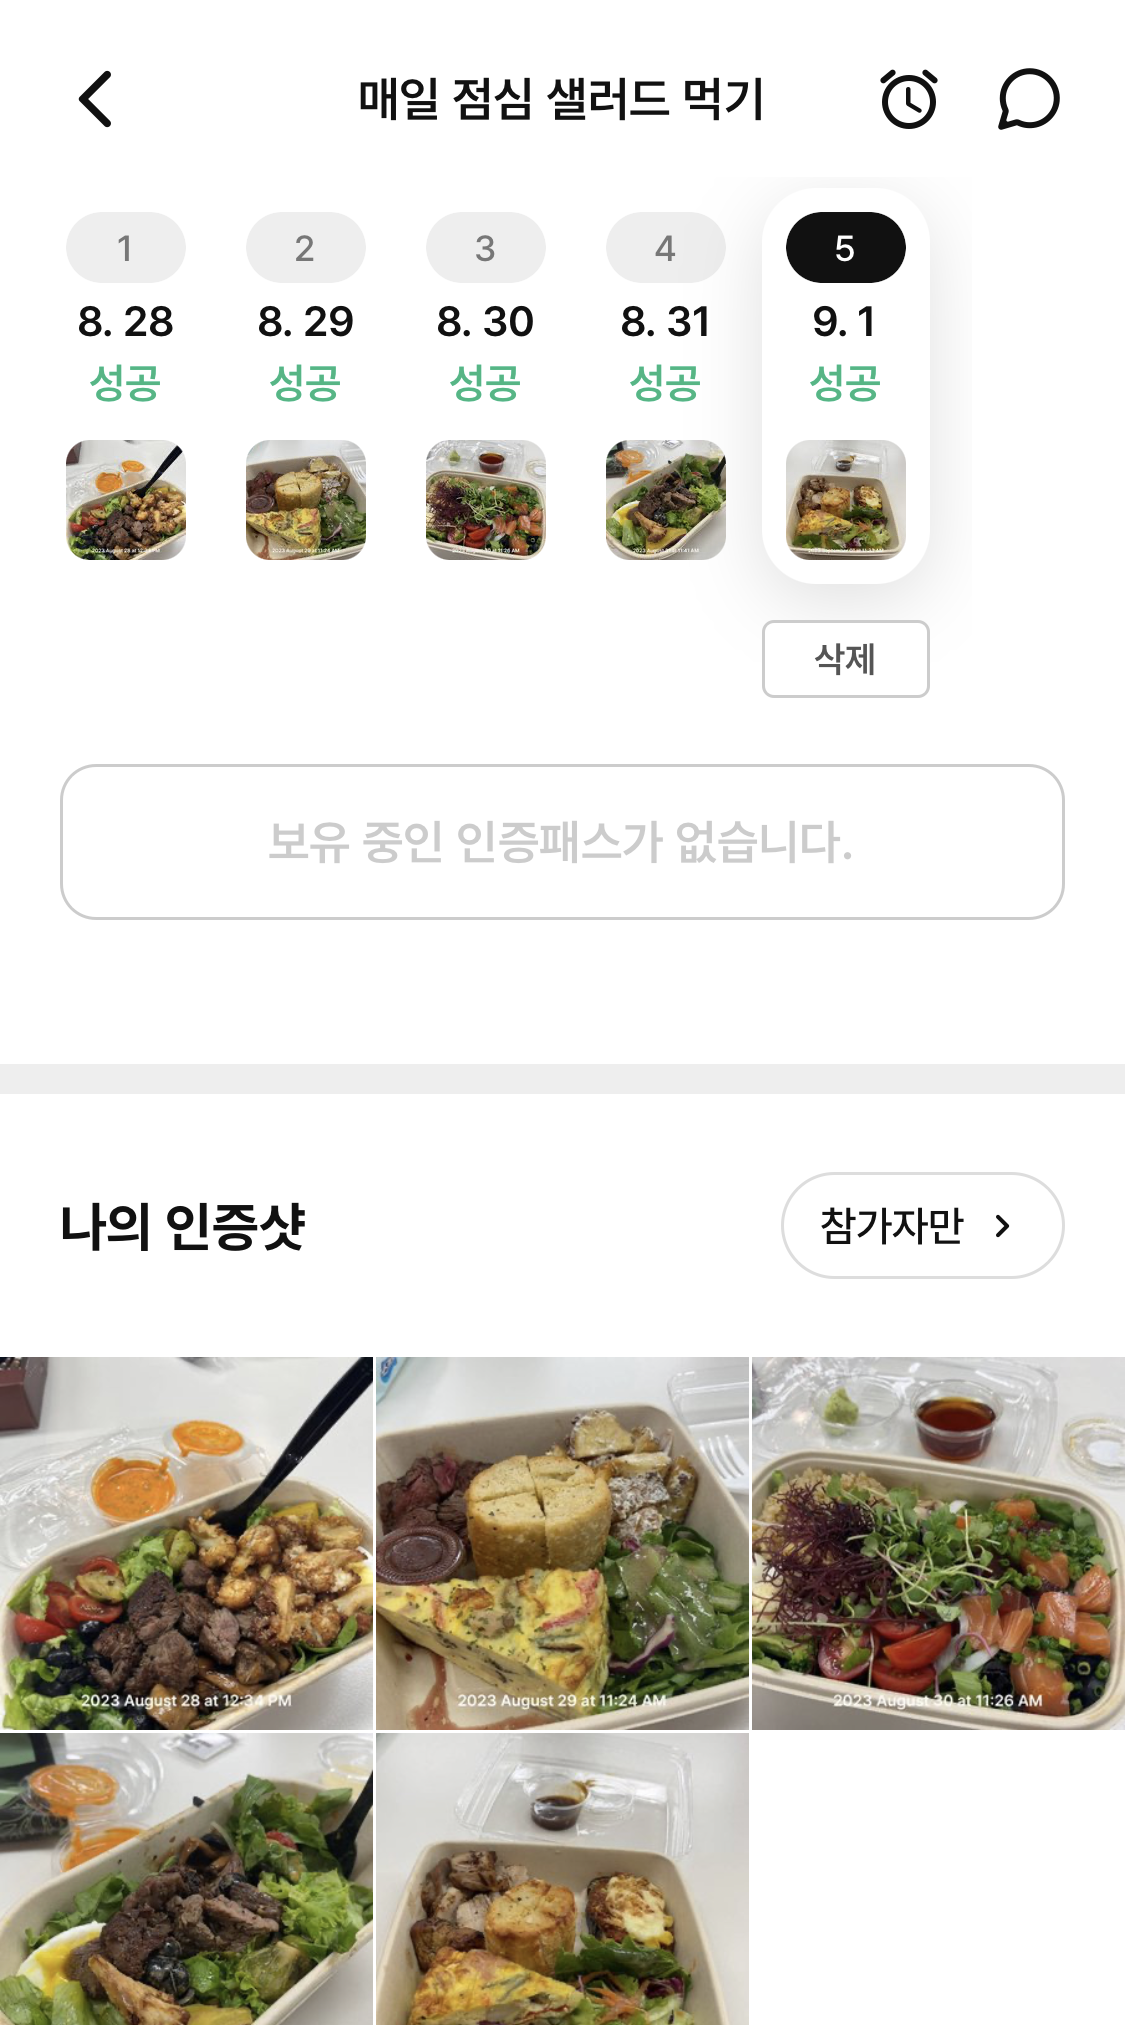 매일 점심 샐러드 먹기
1 2 3 4 5
8. 28 8. 29 8. 30 8. 31 9. 1
성공 성공 성공 성공 성공
삭제
보유 중인 인증패스가 없습니다.
나의 인증샷
참가자만
2023 August 28 at 12:34 PM
2023 August 29 at 11:24 AM
2023 August 30 at 11:26 AM